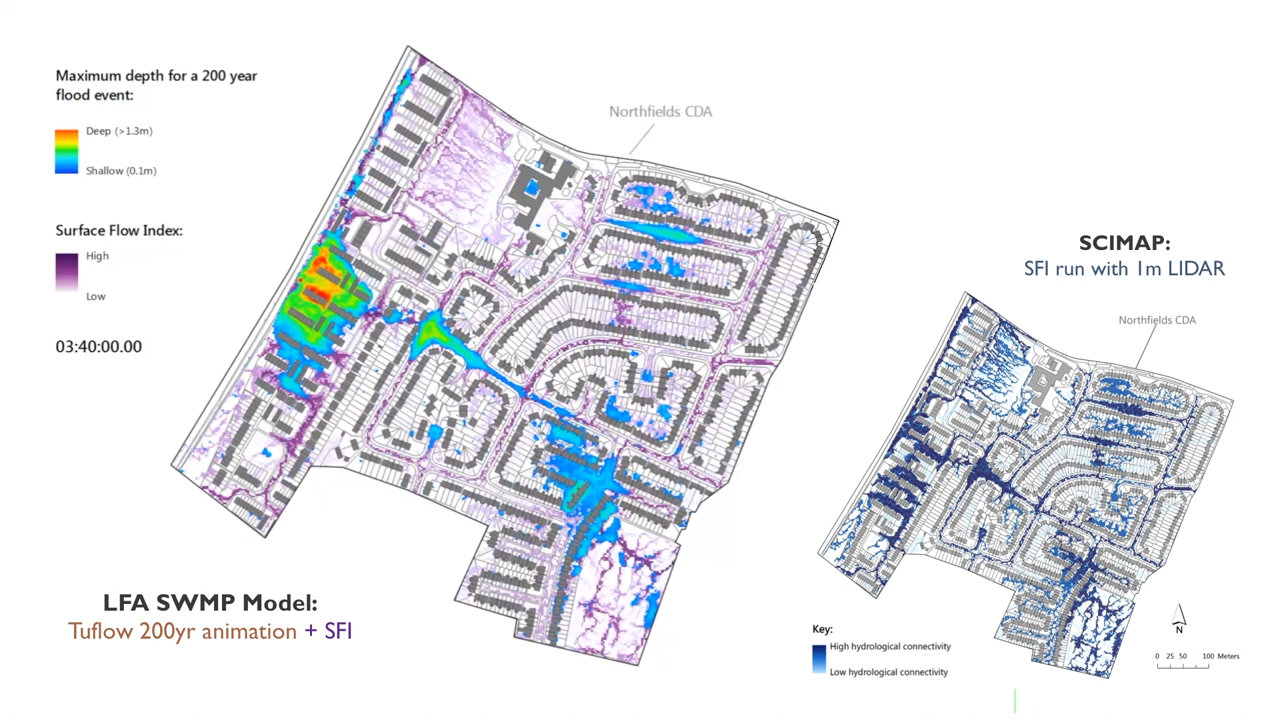 Maximum depth for a 200 year
flood event:
Deep (>1.3m)
Shallow (0.1m)
Surface Flow Index:
High
Low
03:40:00.00
Northfields CDA
LFA SWMP Model:
Tuflow 200yr animation + SFI
SCIMAP:
SFI run with 1m LIDAR
Northfields CDA
Key:
High hydrological connectivity
Low hydrological connectivity
N
0 25 50 100 Meters